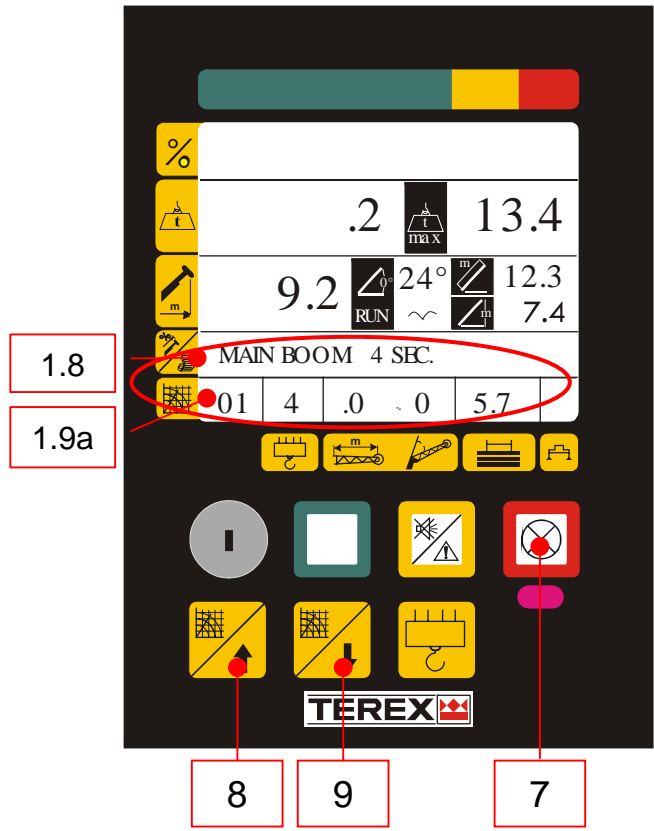 %
t
.2
t
max
13.4
m
9.2
0°
RUN
24°
m
12.3
m
7.4
1.8
%
MAIN BOOM 4 SEC.
1.9a
01 4 .0 ~ 0 5.7
m
TEREX
8 9 7